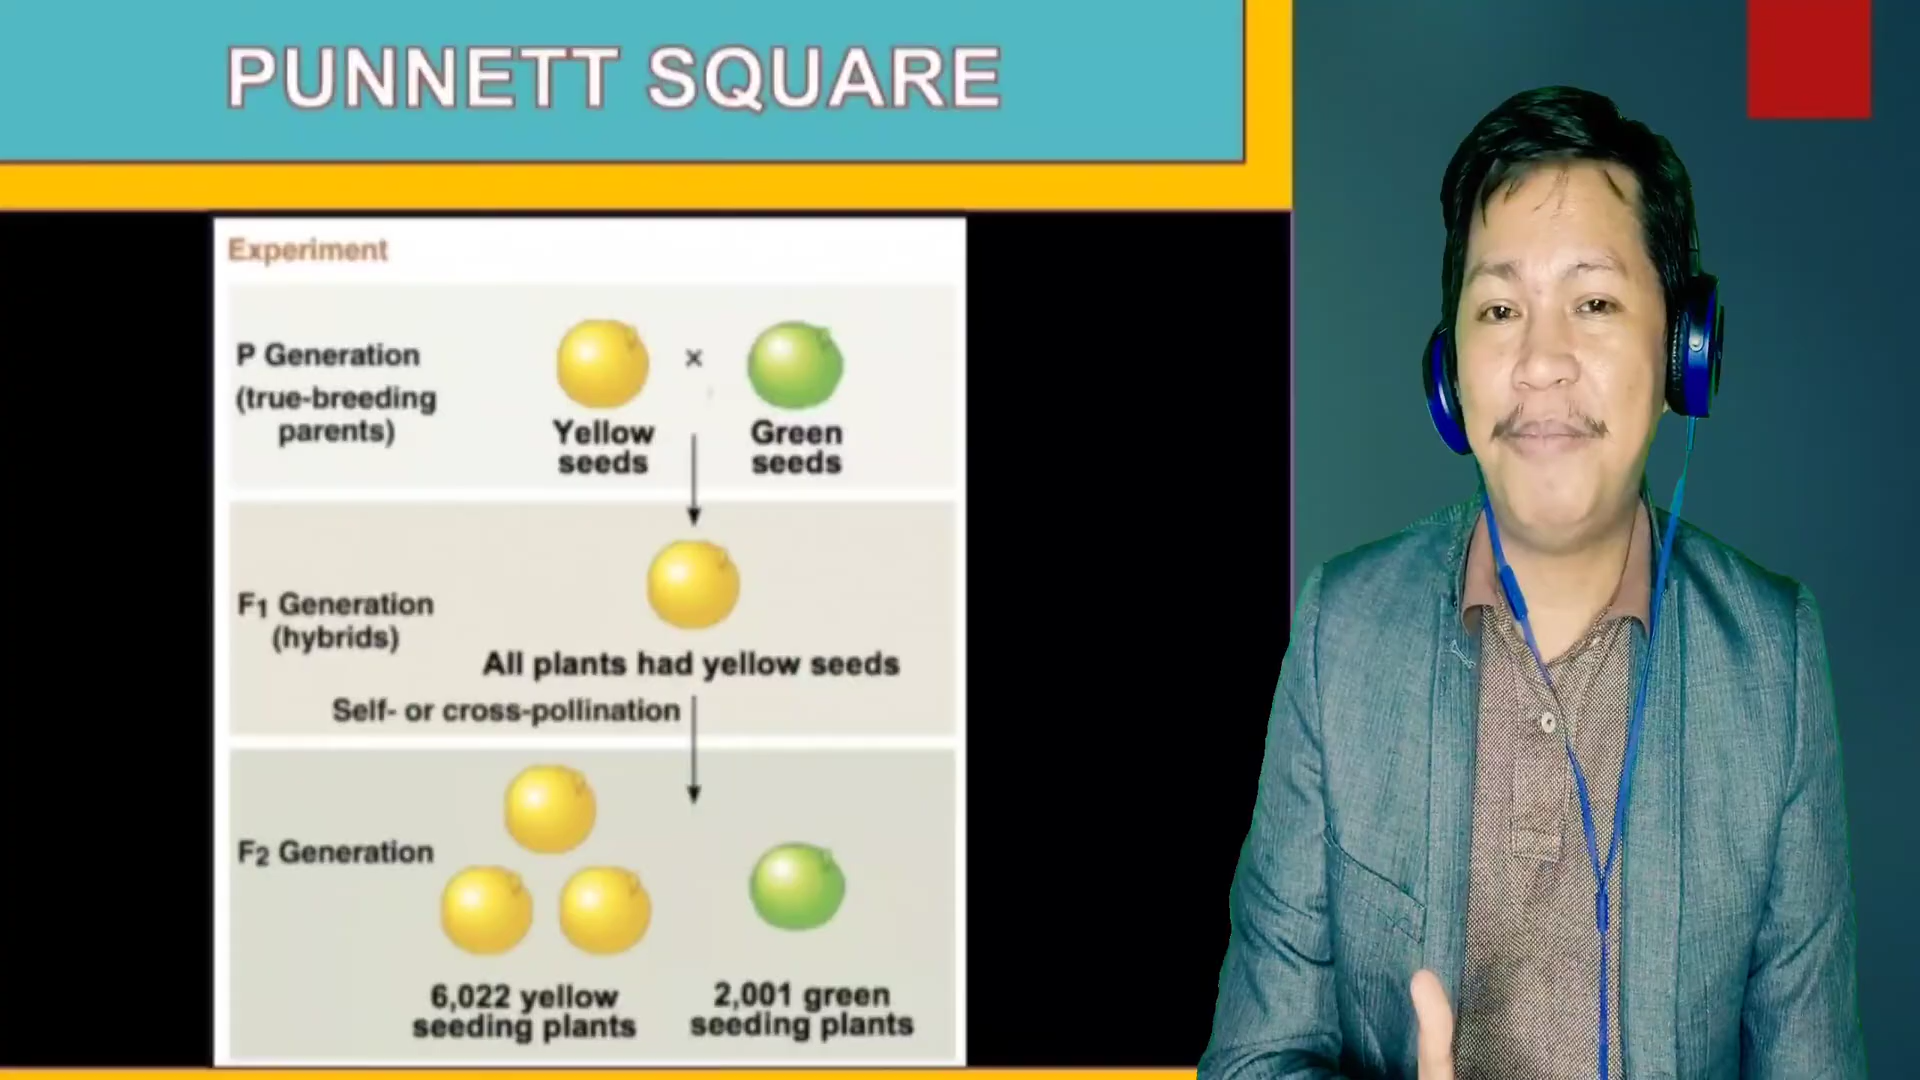 PUNNETT SQUARE
Experiment
P Generation
(true-breeding
parents)
×
Yellow
seeds
Green
seeds
F1 Generation
(hybrids)
All plants had yellow seeds
Self- or cross-pollination
F2 Generation
6,022 yellow
seeding plants
2,001 green
seeding plants